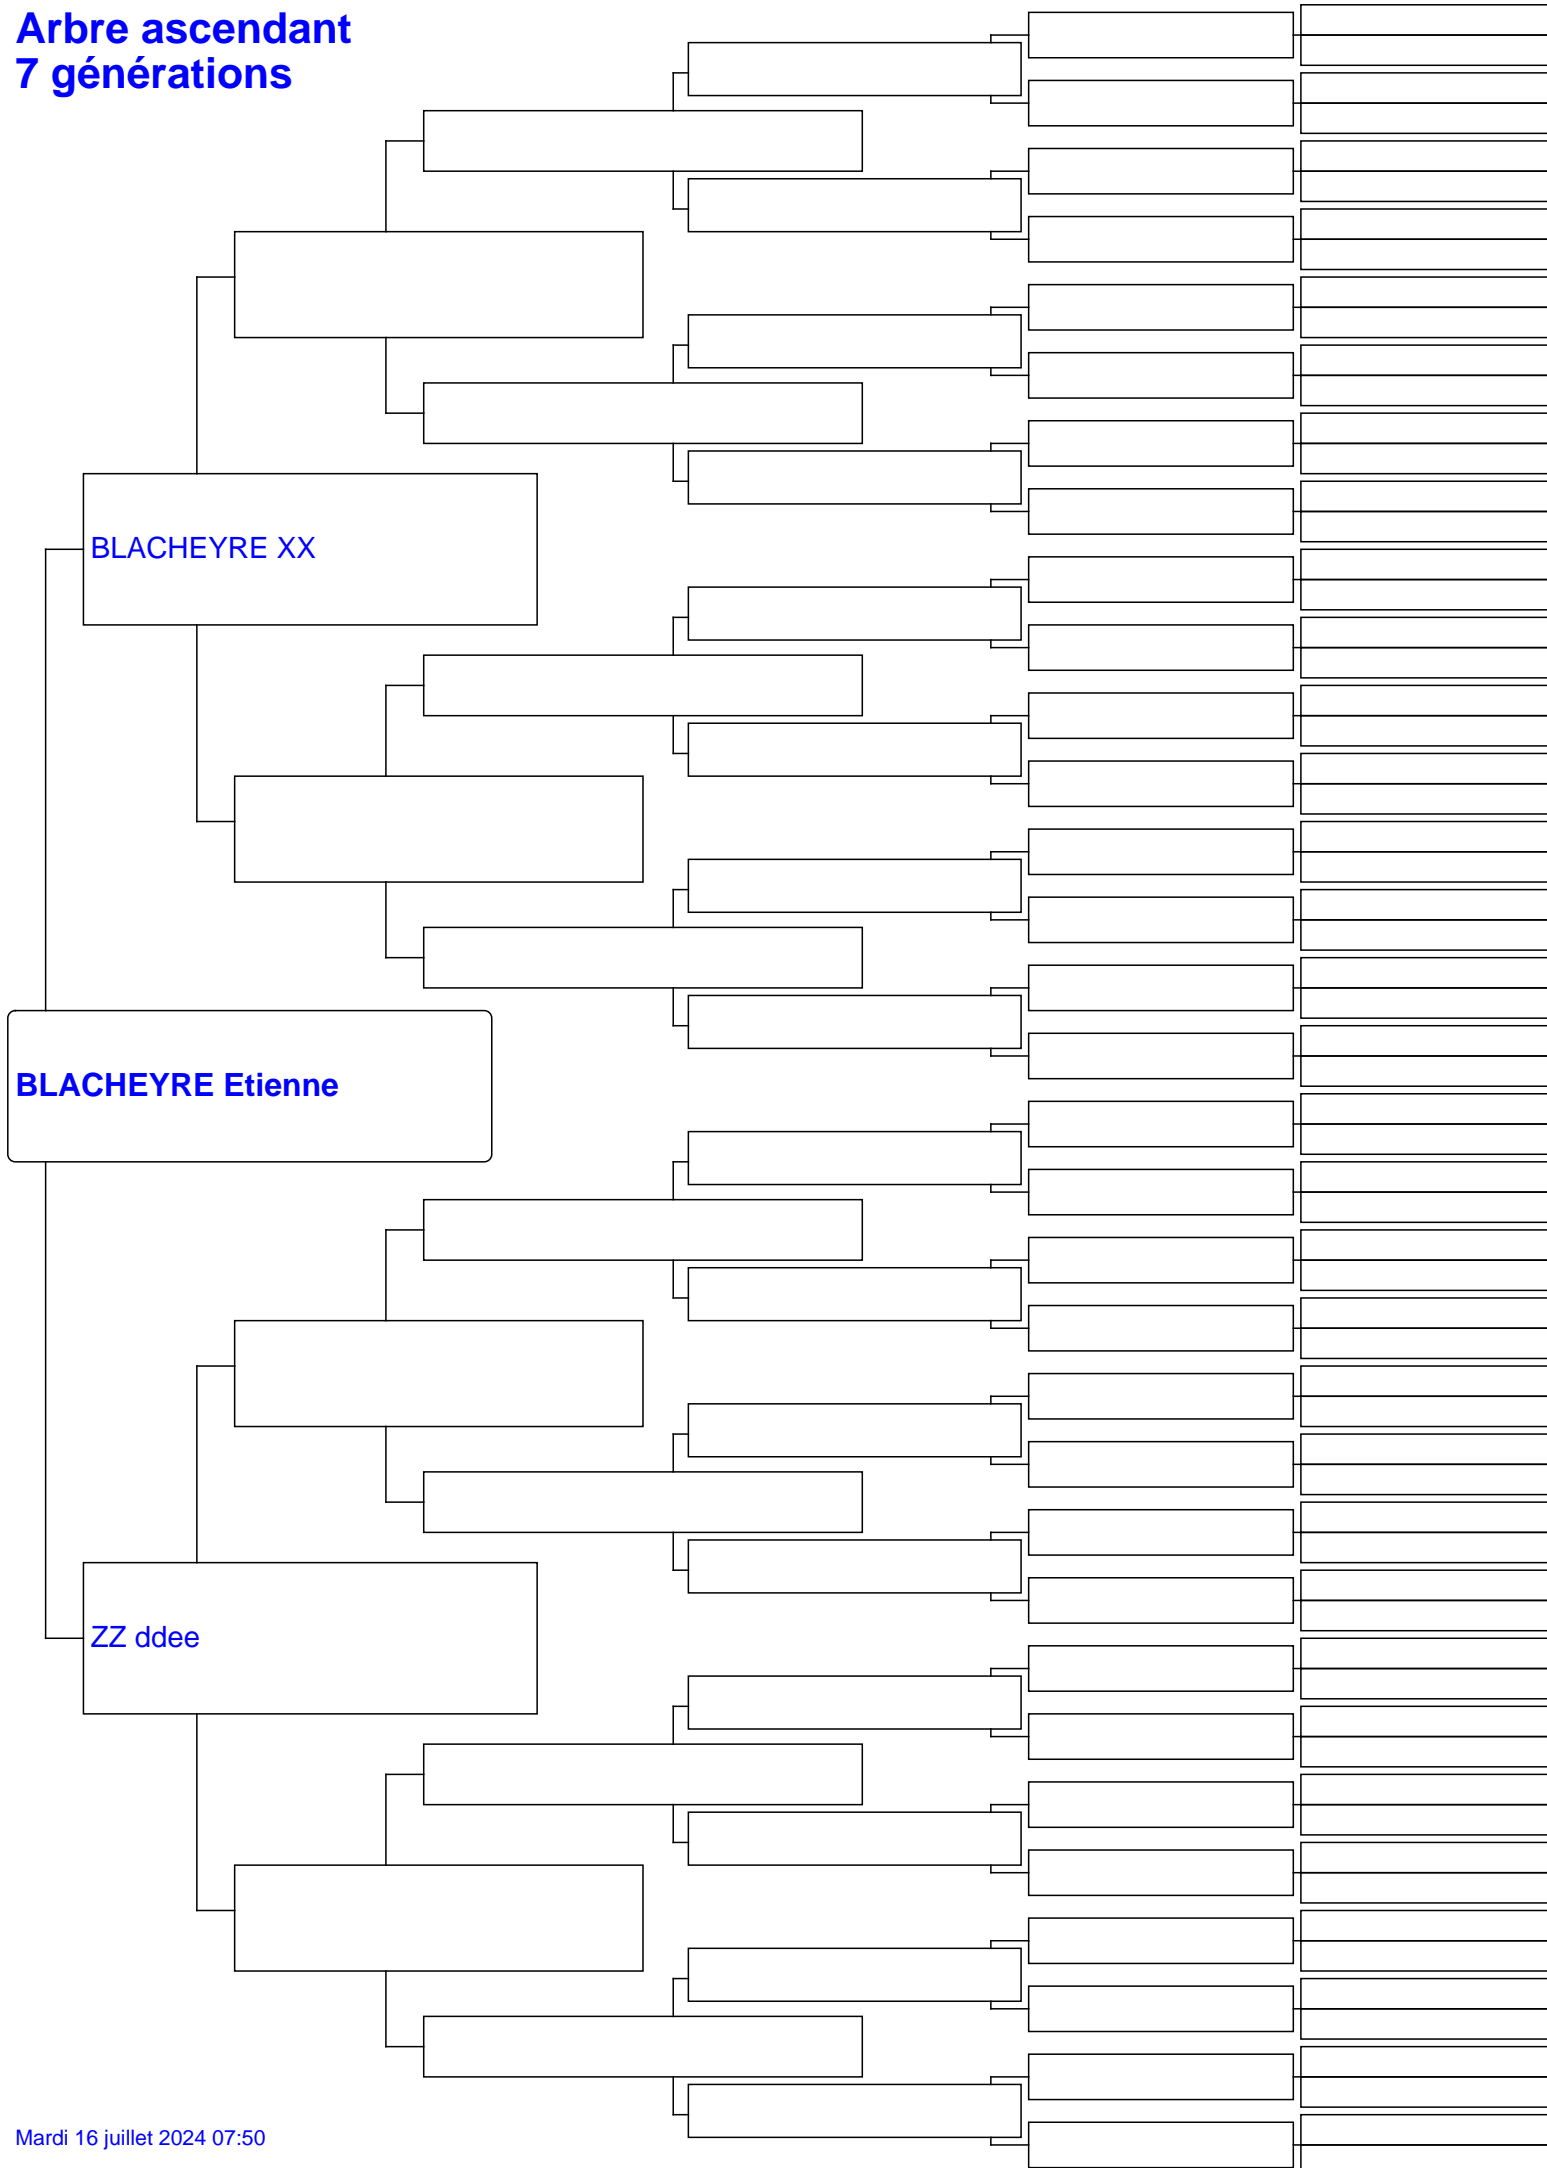 Arbre ascendant
7 générations
BLACHEYRE XX
BLACHEYRE Etienne
ZZ ddee
Mardi 16 juillet 2024 07:50